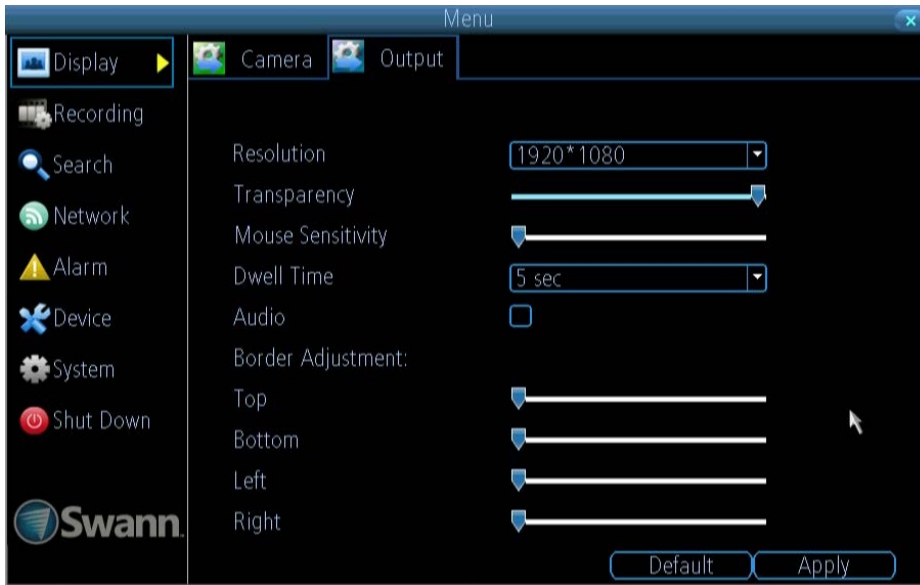 Menu
Display
Recording
Search
Network
Alarm
Device
System
Shut Down
Swann
Camera
Output
Resolution
1920*1080
Transparency
Mouse Sensitivity
Dwell Time
5 sec
Audio
Border Adjustment:
Top
Bottom
Left
Right
Default
Apply